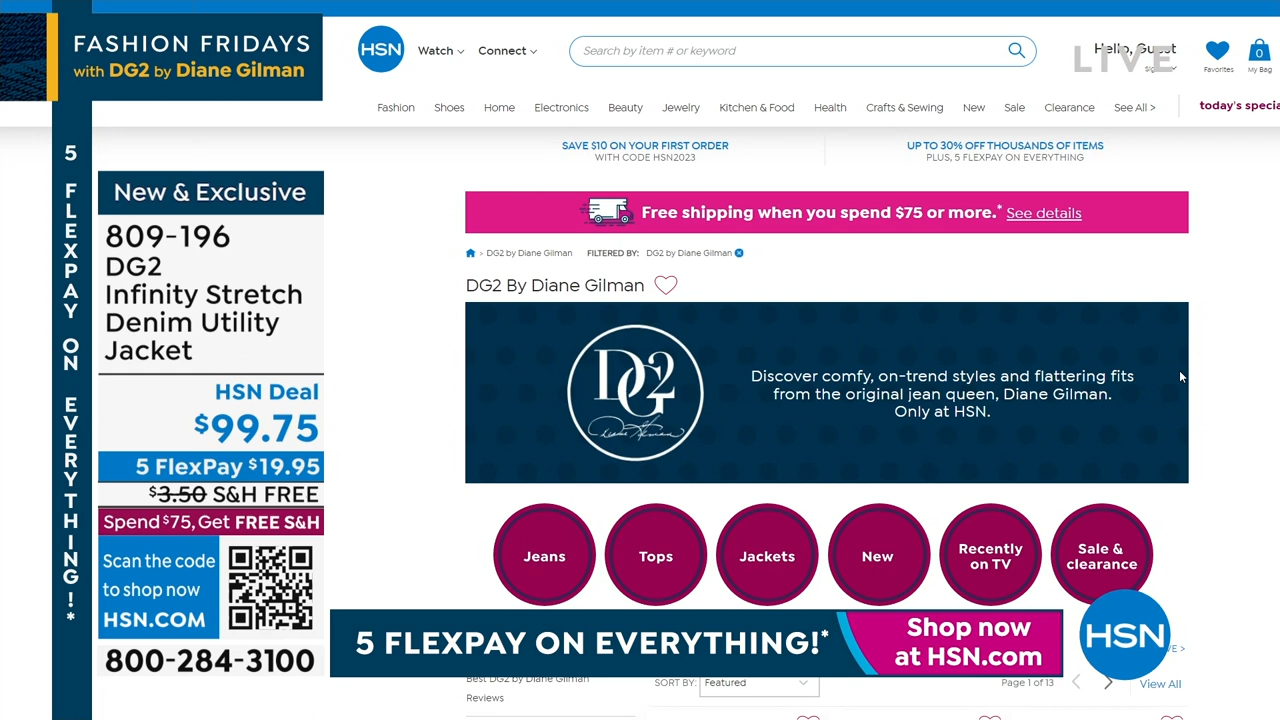 FASHION FRIDAYS
with DG2 by Diane Gilman
5 FLEXPAY ON EVERYTHING!*
New & Exclusive
809-196
DG2
Infinity Stretch
Denim Utility
Jacket
HSN Deal
$99.75
5 FlexPay $19.95
$3.50 S&H FREE
Spend $75, Get FREE S&H
Scan the code
to shop now
HSN.COM
800-284-3100
HSN
Watch
Connect
Search by item # or keyword
Hello, Guest
LIVE
Favorites
0
My Bag
Fashion Shoes Home Electronics Beauty Jewelry Kitchen & Food Health Crafts & Sewing New Sale Clearance See All >
today's specia
SAVE $10 ON YOUR FIRST ORDER
WITH CODE HSN2023
UP TO 30% OFF THOUSANDS OF ITEMS
PLUS, 5 FLEXPAY ON EVERYTHING
Free shipping when you spend $75 or more.* See details
> DG2 by Diane Gilman FILTERED BY: DG2 by Diane Gilman
DG2 By Diane Gilman
DG2
Diane Gilman
Discover comfy, on-trend styles and flattering fits
from the original jean queen, Diane Gilman.
Only at HSN.
Jeans
Tops
Jackets
New
Recently
on TV
Sale &
clearance
5 FLEXPAY ON EVERYTHING!*
Shop now
at HSN.com
HSN
Best DG2 by Diane Gilman
Reviews
SORT BY: Featured
Page 1 of 13
View All